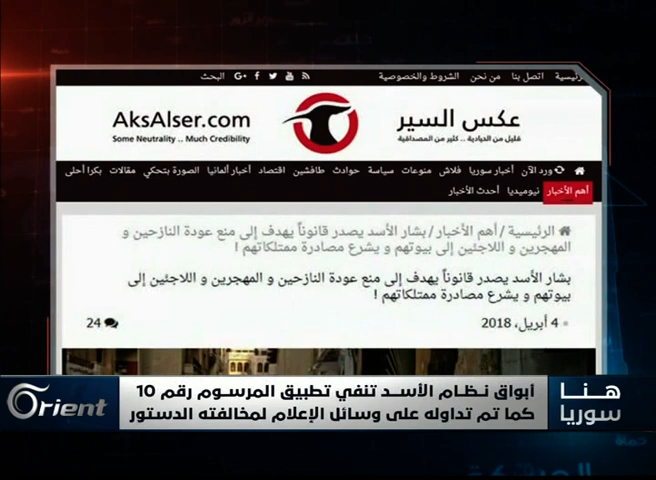 الرئيسية اتصل بنا من نحن الشروط والخصوصية البحث
عكس السير
قليل من الحيادية .. كثير من المصداقية
AksAlser.com
Some Neutrality .. Much Credibility
ورد الآن أخبار سوريا فلاش منوعات سياسة حوادث طافشين اقتصاد أخبار ألمانيا الصورة بتحكي مقالات بكرا أحلى
أهم الأخبار نيوميديا أحدث الأخبار
الرئيسية / أهم الأخبار / بشار الأسد يصدر قانوناً يهدف إلى منع عودة النازحين و
المهجرين و اللاجئين إلى بيوتهم و يشرع مصادرة ممتلكاتهم !
بشار الأسد يصدر قانوناً يهدف إلى منع عودة النازحين و المهجرين و اللاجئين إلى
بيوتهم و يشرع مصادرة ممتلكاتهم !
4 أبريل، 2018
24
هنا
سوريا
أبواق نظام الأسد تنفي تطبيق المرسوم رقم 10
كما تم تداوله على وسائل الإعلام لمخالفته الدستور
Orient
حماة